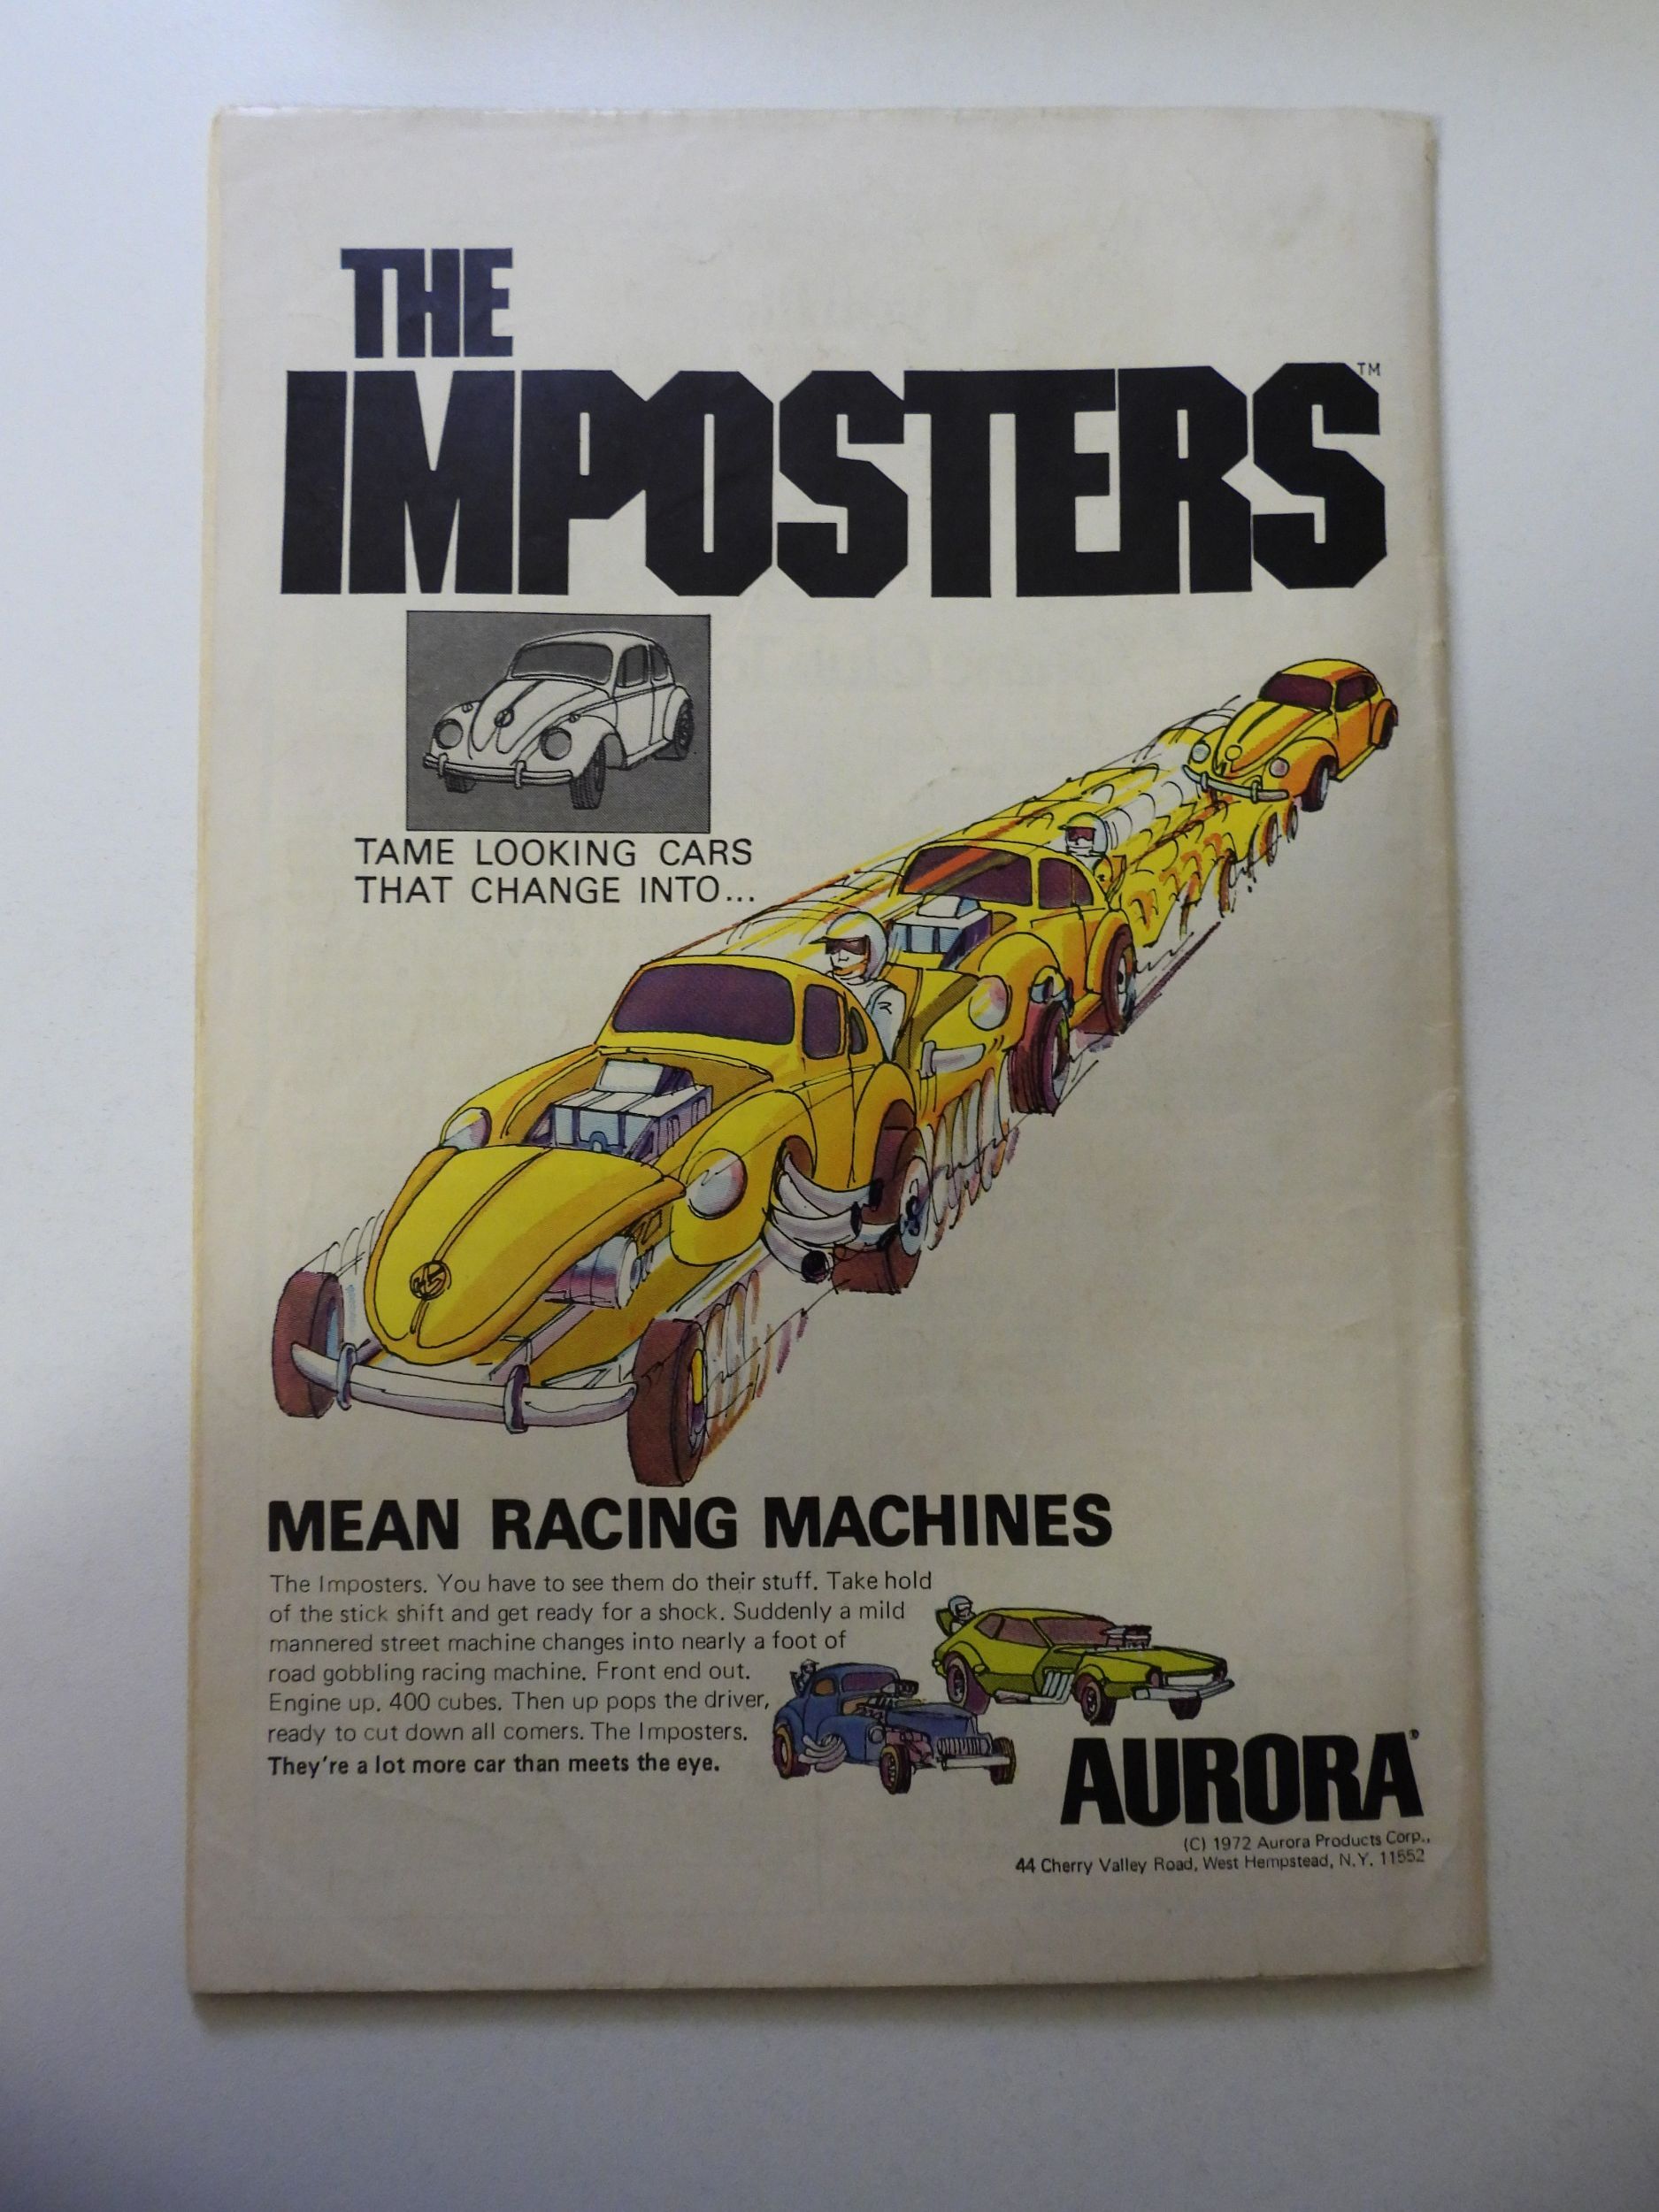 THE
IMPOSTERS™
TAME LOOKING CARS
THAT CHANGE INTO...
MEAN RACING MACHINES
The Imposters. You have to see them do their stuff. Take hold
of the stick shift and get ready for a shock. Suddenly a mild
mannered street machine changes into nearly a foot of
road gobbling racing machine. Front end out.
Engine up. 400 cubes. Then up pops the driver,
ready to cut down all comers. The Imposters.
They're a lot more car than meets the eye.
AURORA®
(C) 1972 Aurora Products Corp.,
44 Cherry Valley Road, West Hempstead, N.Y. 11552